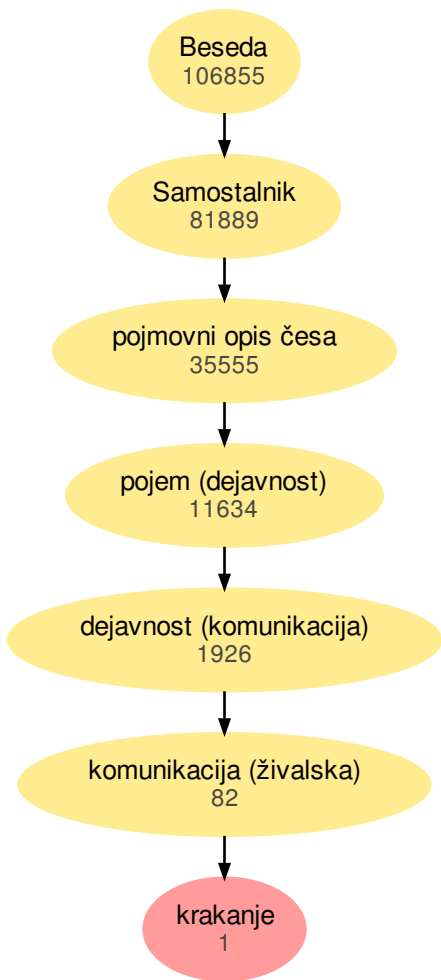 Beseda
106855
Samostalnik
81889
pojmovni opis česa
35555
pojem (dejavnost)
11634
dejavnost (komunikacija)
1926
komunikacija (živalska)
82
krakanje
1